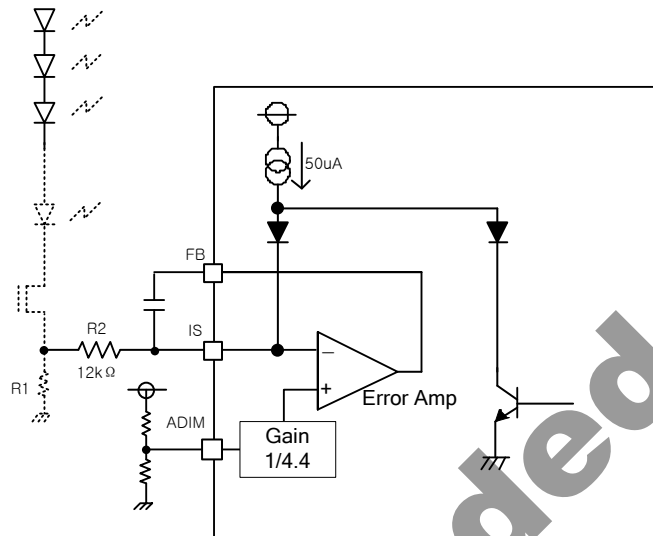 50uA
FB
R2
IS
12kΩ
R1
ADIM
Error Amp
Gain
1/4.4
ded